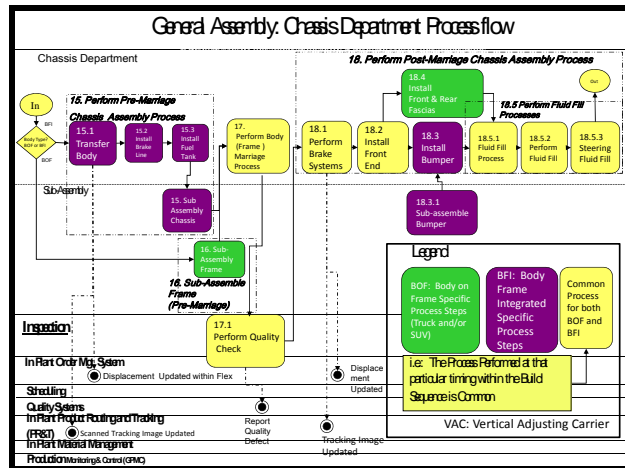 General Assembly: Chassis Department Process flow
Chassis Department
18. Perform Post-Marriage Chassis Assembly Process
In
BFI
Body Type?
BOF or BFI
BOF
15. Perform Pre-Marriage
Chassis Assembly Process
15.1
Transfer
Body
15.2
Install
Brake
Line
15.3
Install
Fuel
Tank
17.
Perform Body
(Frame )
Marriage
Process
18.1
Perform
Brake
Systems
18.2
Install
Front
End
18.4
Install
Front & Rear
Fascias
18.3
Install
Bumper
18.5 Perform Fluid Fill
Processes
18.5.1
Fluid Fill
Process
18.5.2
Perform
Fluid Fill
18.5.3
Steering
Fluid Fill
Out
Sub-Assembly
15. Sub
Assembly
Chassis
18.3.1
Sub-assemble
Bumper
16. Sub-
Assembly
Frame
16. Sub-Assemble
Frame
(Pre-Marriage)
Legend
BOF: Body on
Frame Specific
Process Steps
(Truck and/or
SUV)
BFI: Body
Frame
Integrated
Specific
Process
Steps
Common
Process for
both
BOF and
BFI
i.e: The Process Performed at that
particular timing within the Build
Sequence is Common
VAC: Vertical Adjusting Carrier
Inspection
17.1
Perform Quality
Check
In Plant Order Mgt. System
Displacement Updated within Flex
Displace
ment
Updated
Scheduling
Quality Systems
Report
Quality
Defect
In Plant Product Routing and Tracking
(PR&T)
Scanned Tracking Image Updated
Tracking Image
Updated
In Plant Material Management
Production Monitoring & Control (GPMC)